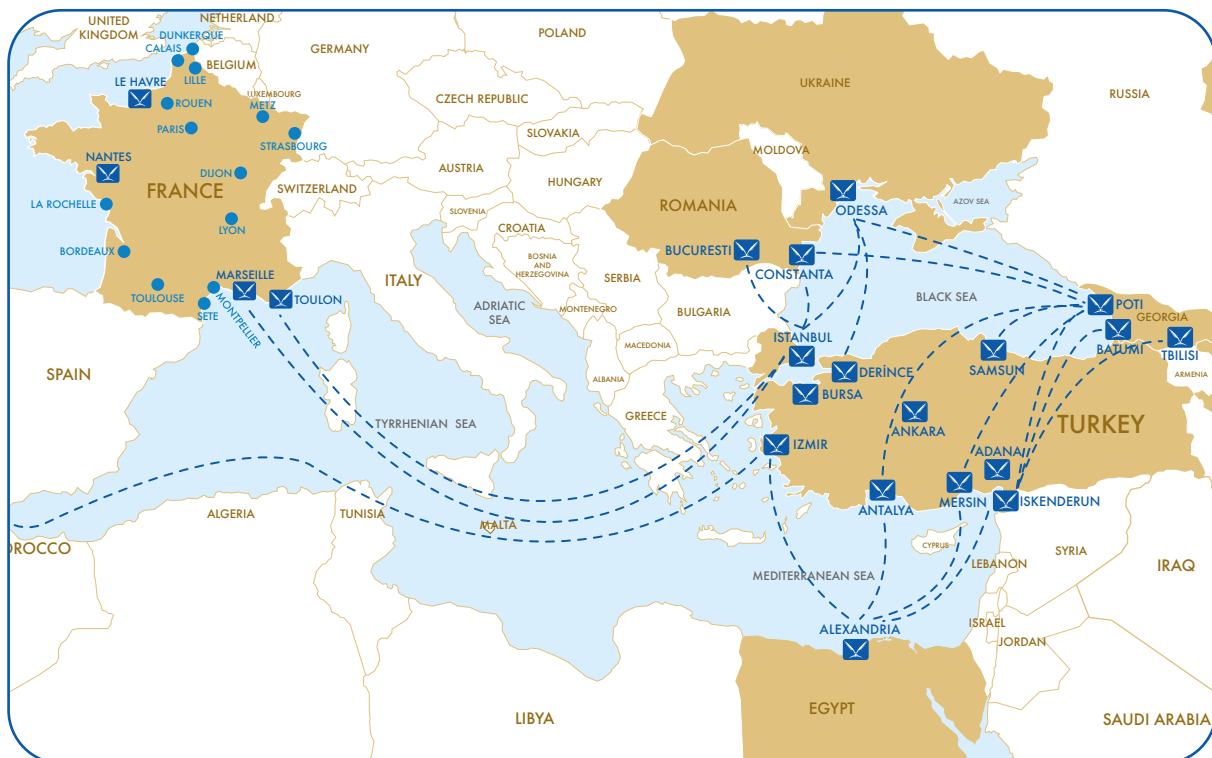 UNITED
KINGDOM
NETHERLAND
DUNKERQUE
CALAIS
BELGIUM
LILLE
LE HAVRE
ROUEN
LUXEMBOURG
METZ
PARIS
STRASBOURG
NANTES
DIJON
FRANCE
LA ROCHELLE
LYON
BORDEAUX
MARSEILLE
TOULOUSE
TOULON
SETE
MONTPELLIER
GERMANY
POLAND
CZECH REPUBLIC
SLOVAKIA
AUSTRIA
SWITZERLAND
HUNGARY
SLOVENIA
CROATIA
BOSNIA
AND
HERZEGOVINA
SERBIA
ITALY
ADRIATIC
SEA
MONTENEGRO
MACEDONIA
ALBANIA
GREECE
BULGARIA
UKRAINE
RUSSIA
MOLDOVA
ROMANIA
ODESSA
AZOV SEA
BUCURESTI
CONSTANTA
BLACK SEA
POTI
GEORGIA
BATUMI
TBILISI
ARMENIA
ISTANBUL
DERİNCE
SAMSUN
BURSA
ANKARA
TURKEY
IZMIR
ADANA
ANTALYA
MERSIN
ISKENDERUN
SPAIN
TYRRHENIAN SEA
ALGERIA
TUNISIA
MALTA
OROCCO
CYPRUS
SYRIA
LEBANON
IRAQ
MEDITERRANEAN SEA
ISRAEL
JORDAN
ALEXANDRIA
EGYPT
LIBYA
SAUDI ARABIA